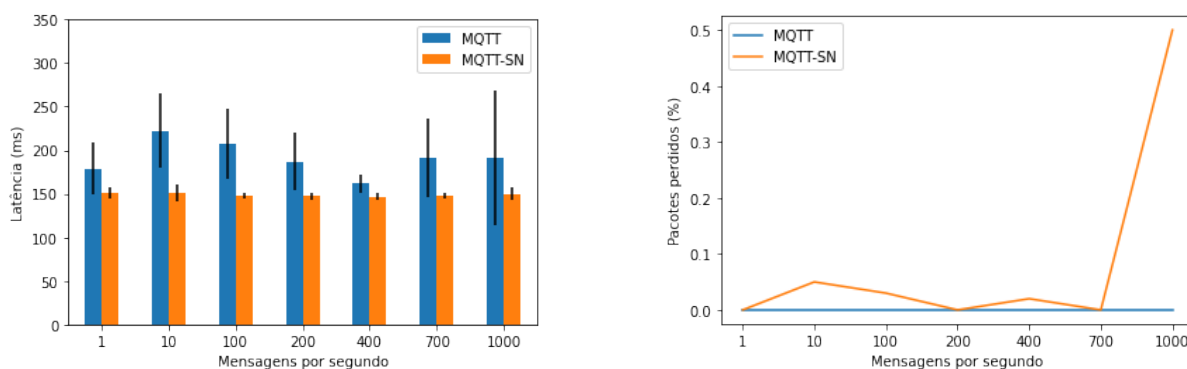 350
300
250
200
150
100
50
0
Latência (ms)
MQTT
MQTT-SN
1 10 100 200 400 700 1000
Mensagens por segundo
0.5
0.4
0.3
0.2
0.1
0.0
Pacotes perdidos (%)
MQTT
MQTT-SN
1 10 100 200 400 700 1000
Mensagens por segundo